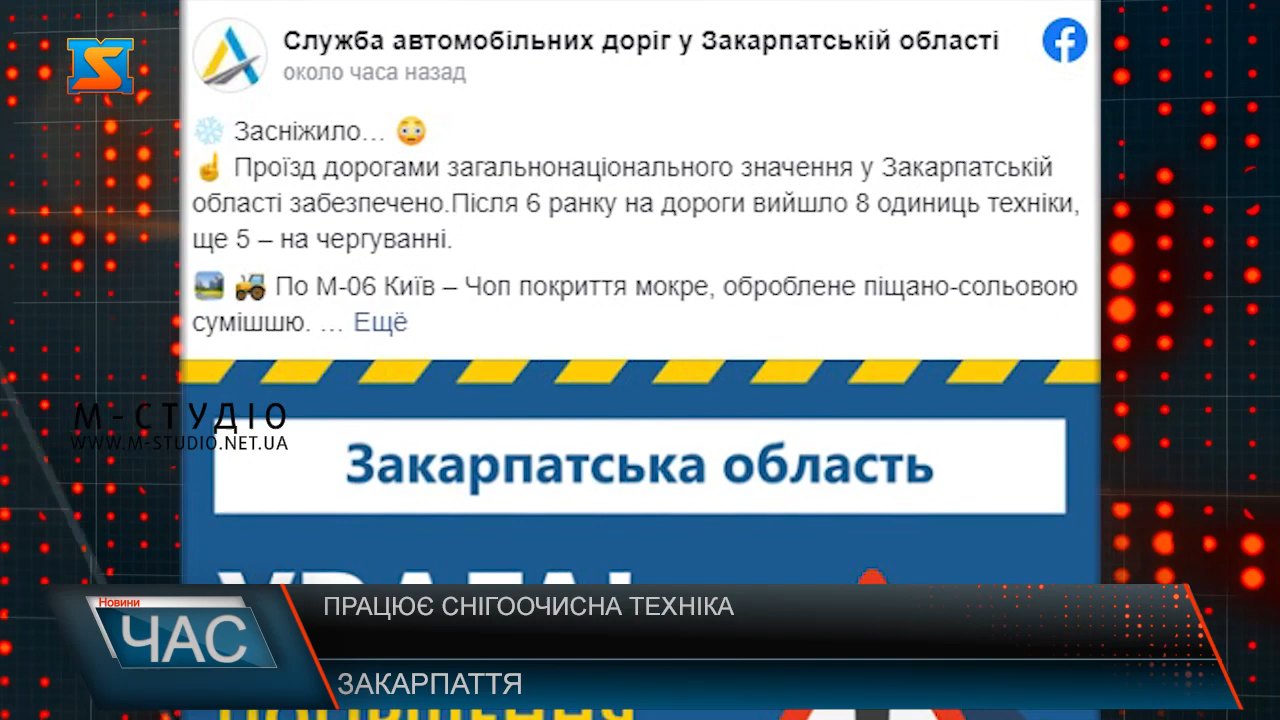 Служба автомобільних доріг у Закарпатській області
около часа назад
Засніжило...
Проїзд дорогами загальнонаціонального значення у Закарпатській
області забезпечено.Після 6 ранку на дороги вийшло 8 одиниць техніки,
ще 5 – на чергуванні.
По М-06 Київ – Чоп покриття мокре, оброблене піщано-сольовою
сумішшю. ... Ещё
М-СТУДІО
WWW.M-STUDIO.NET.UA
Закарпатська область
Новини
ЧАС
ПРАЦЮЄ СНІГООЧИСНА ТЕХНІКА
ЗАКАРПАТТЯ